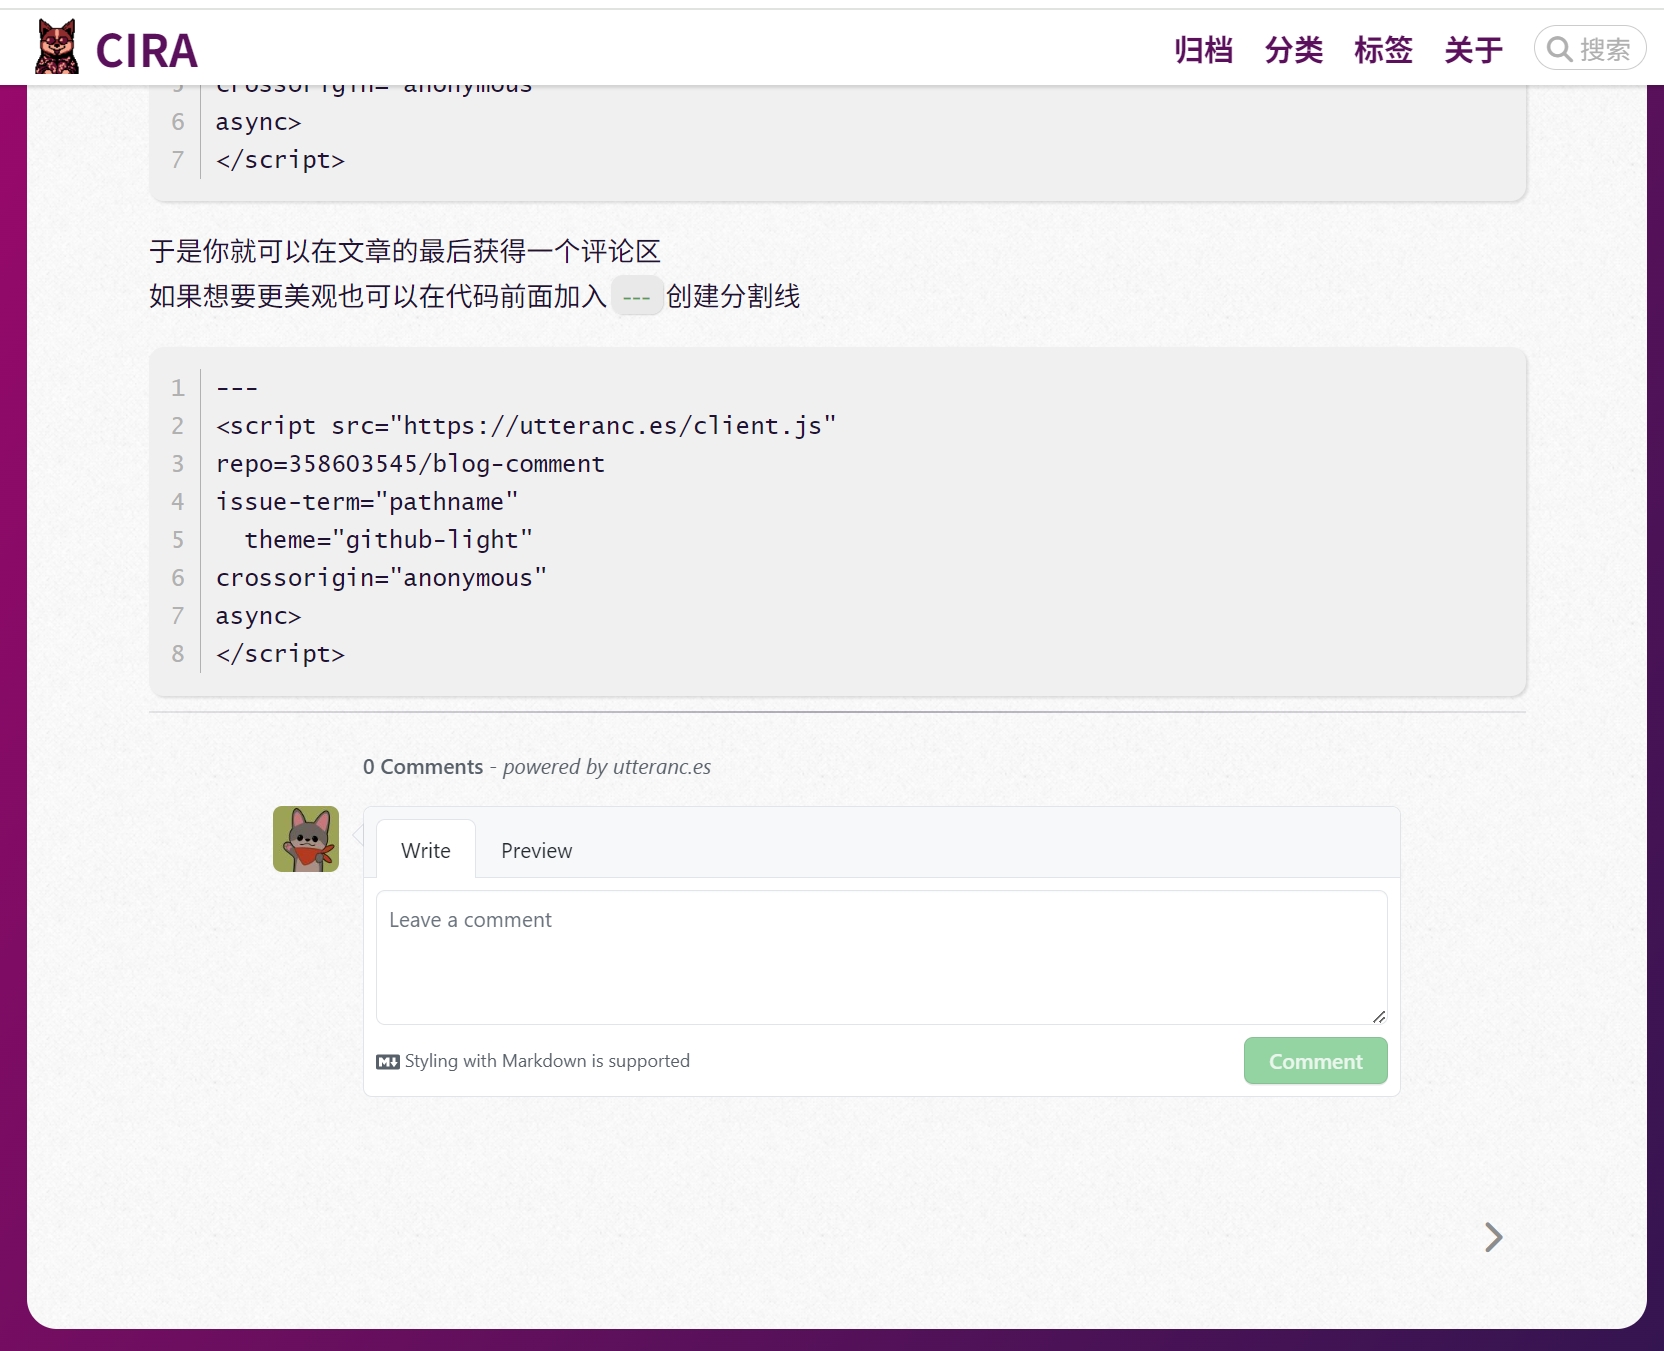 CIRA
归档 分类 标签 关于 搜索
crossorigin="anonymous"
6 async>
7 </script>
于是你就可以在文章的最后获得一个评论区
如果想要更美观也可以在代码前面加入 --- 创建分割线
1 ---
2 <script src="https://utteranc.es/client.js"
3 repo=358603545/blog-comment
4 issue-term="pathname"
5 theme="github-light"
6 crossorigin="anonymous"
7 async>
8 </script>
0 Comments - powered by utteranc.es
Write Preview
Leave a comment
M↓ Styling with Markdown is supported
Comment